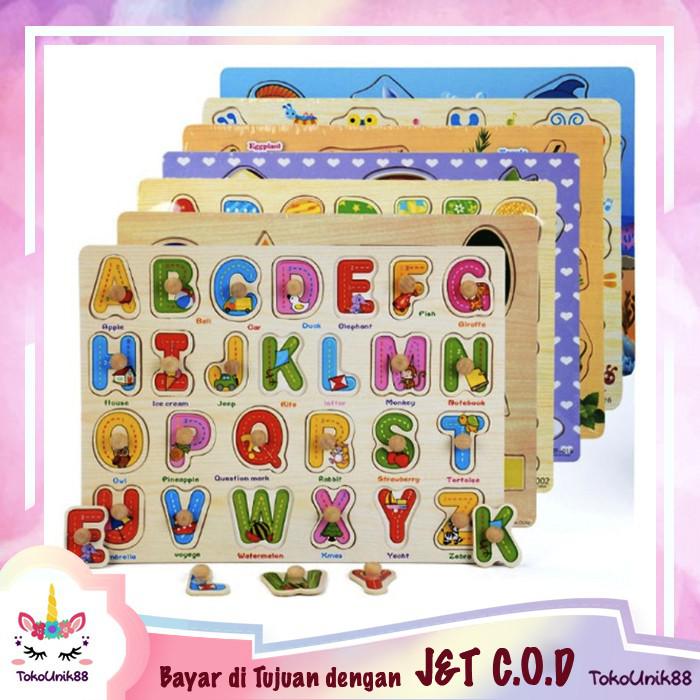 Eggplant
A B C D E F G
Apple Ball Car Duck Elephant Fish Giraffe
H I J K L M N
House Ice cream Jeep Kite letter Monkey Notebook
O P Q R S T
Owl Pineapple Question mark Rabbit Strawberry Tortoise
U V W X Y Z
voyage Watermelon Xmas Yacht Zebra
E K
TokoUnik88
Bayar di Tujuan dengan J&T C.O.D TokoUnik88